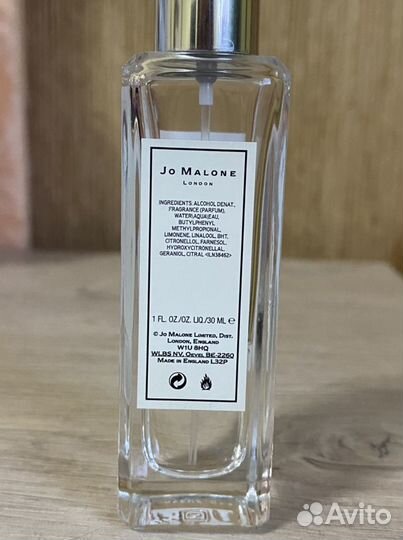 Jo Malone
London
INGREDIENTS: ALCOHOL DENAT.,
FRAGRANCE (PARFUM),
WATER\AQUA\EAU,
BUTYLPHENYL
METHYLPROPIONAL,
LIMONENE, LINALOOL, BHT,
CITRONELLOL, FARNESOL,
HYDROXYCITRONELLAL,
GERANIOL, CITRAL <ILN38462>
1 FL. OZ./OZ. LIQ./30 ML ℮
© Jo Malone Limited, Dist.
London, England
W1U 8HQ
WLBS NV, Oevel BE-2260
Made in England L32P
Avito